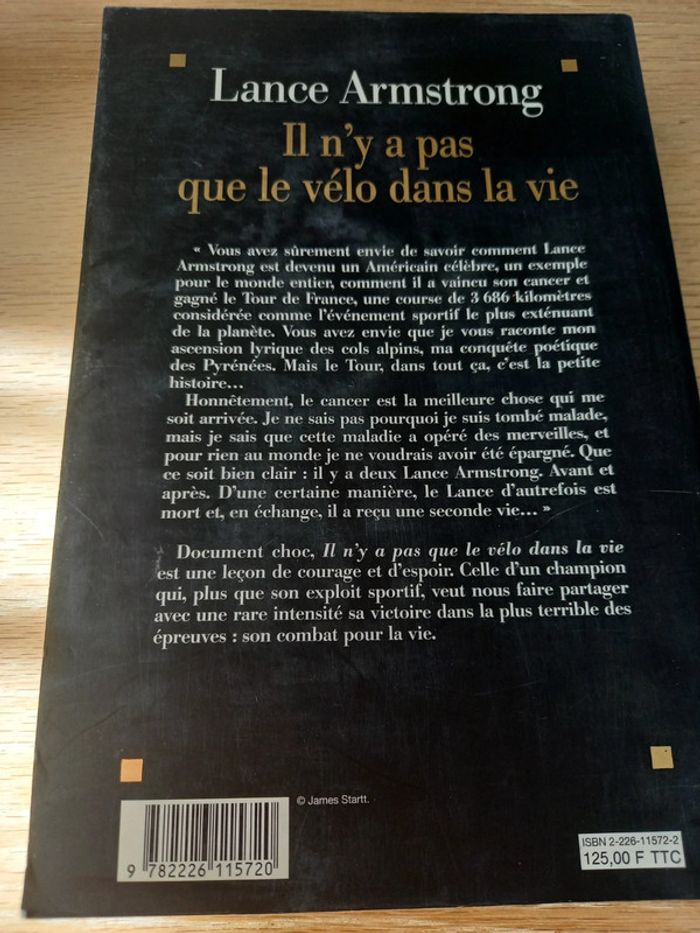 Lance Armstrong
Il n'y a pas
que le vélo dans la vie
« Vous avez sûrement envie de savoir comment Lance
Armstrong est devenu un Américain célèbre, un exemple
pour le monde entier, comment il a vaincu son cancer et
gagné le Tour de France, une course de 3 686 kilomètres
considérée comme l'événement sportif le plus exténuant
de la planète. Vous avez envie que je vous raconte mon
ascension lyrique des cols alpins, ma conquête poétique
des Pyrénées. Mais le Tour, dans tout ça, c'est la petite
histoire...
Honnêtement, le cancer est la meilleure chose qui me
soit arrivée. Je ne sais pas pourquoi je suis tombé malade,
mais je sais que cette maladie a opéré des merveilles, et
pour rien au monde je ne voudrais avoir été épargné. Que
ce soit bien clair : il y a deux Lance Armstrong. Avant et
après. D'une certaine manière, le Lance d'autrefois est
mort et, en échange, il a reçu une seconde vie... »
Document choc, Il n'y a pas que le vélo dans la vie
est une leçon de courage et d'espoir. Celle d'un champion
qui, plus que son exploit sportif, veut nous faire partager
avec une rare intensité sa victoire dans la plus terrible des
épreuves : son combat pour la vie.
© James Startt.
9 782226 115720
ISBN 2-226-11572-2
125,00 F TTC